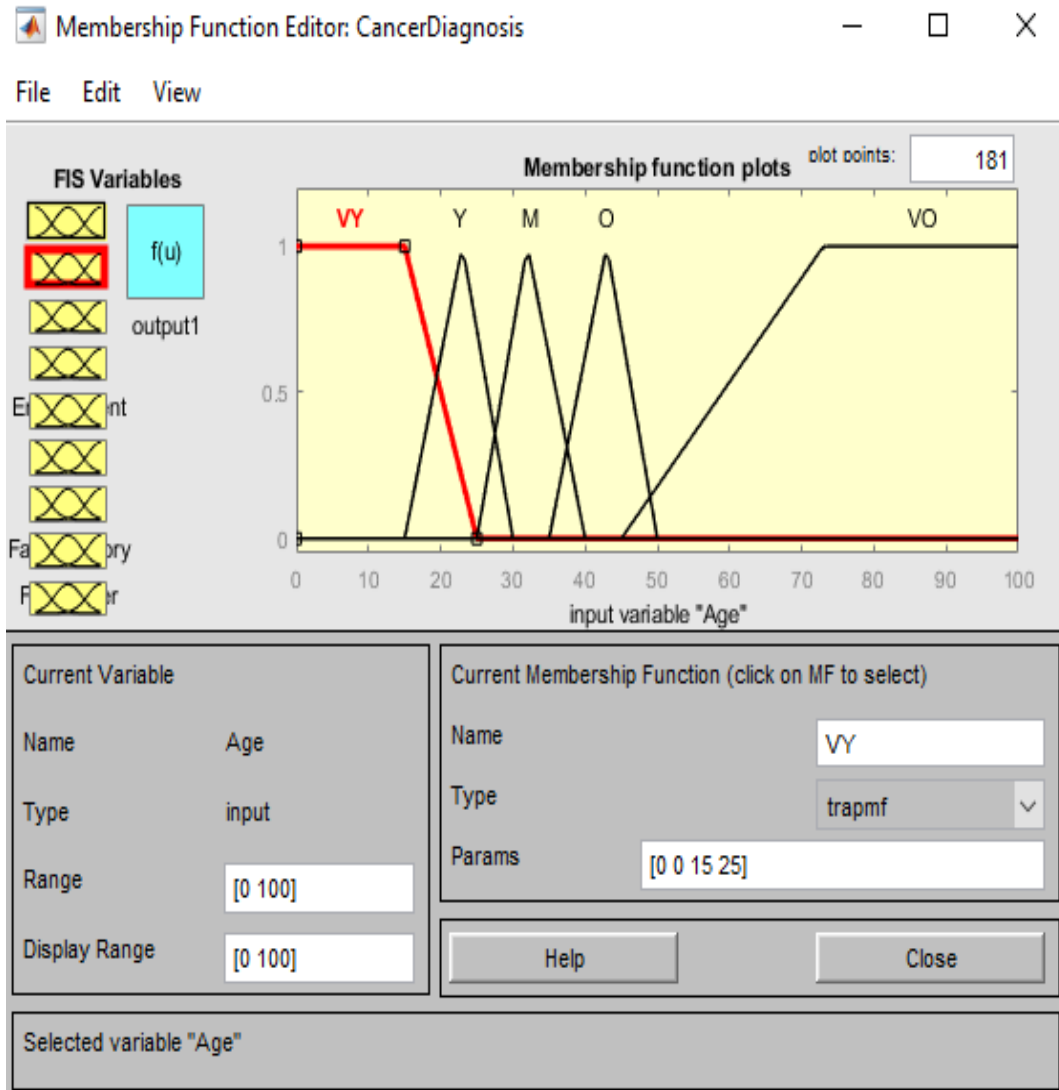 Membership Function Editor: CancerDiagnosis
File Edit View
FIS Variables
f(u)
output1
Membership function plots
plot points:
181
VY Y M O VO
1
0.5
0
0 10 20 30 40 50 60 70 80 90 100
input variable "Age"
Current Variable
Name Age
Type input
Range [0 100]
Display Range [0 100]
Current Membership Function (click on MF to select)
Name VY
Type trapmf
Params [0 0 15 25]
Help Close
Selected variable "Age"